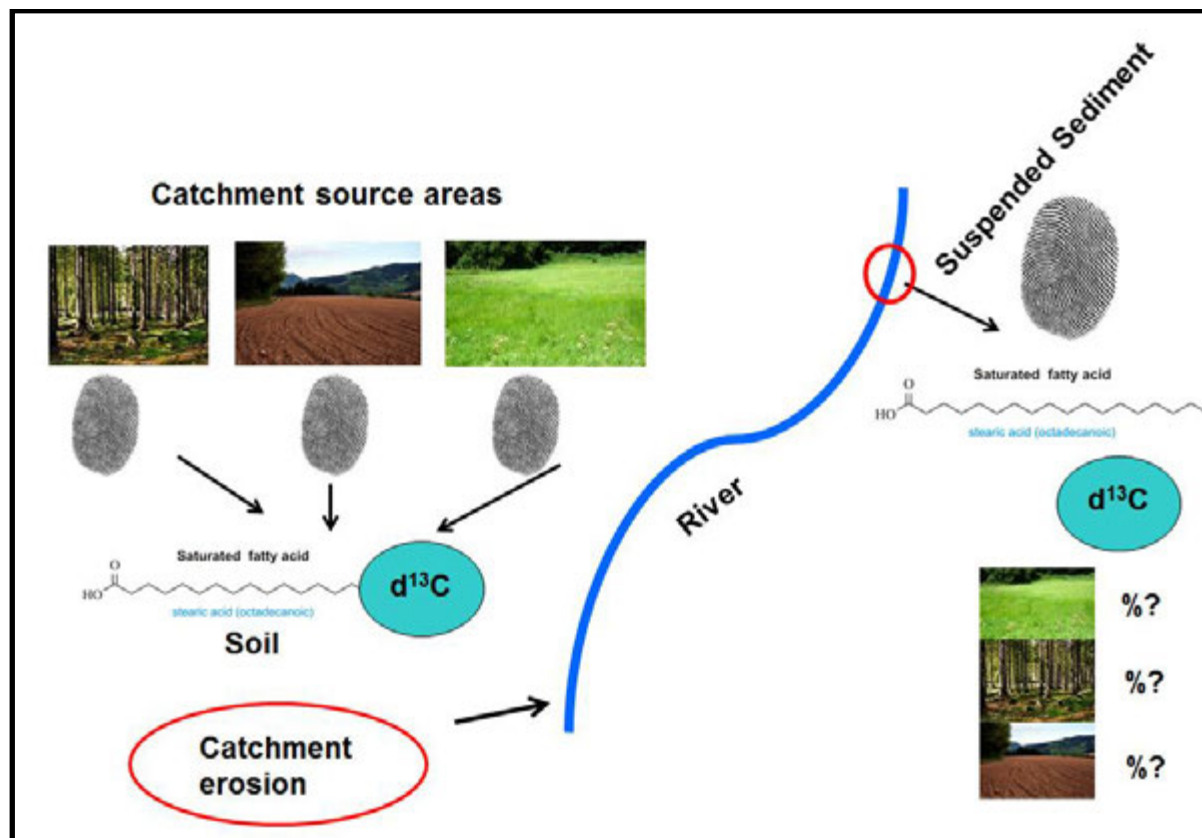 Catchment source areas
Saturated fatty acid
O
HO
stearic acid (octadecanoic)
d¹³C
Soil
Catchment
erosion
River
Suspended Sediment
Saturated fatty acid
O
HO
stearic acid (octadecanoic)
d¹³C
%?
%?
%?